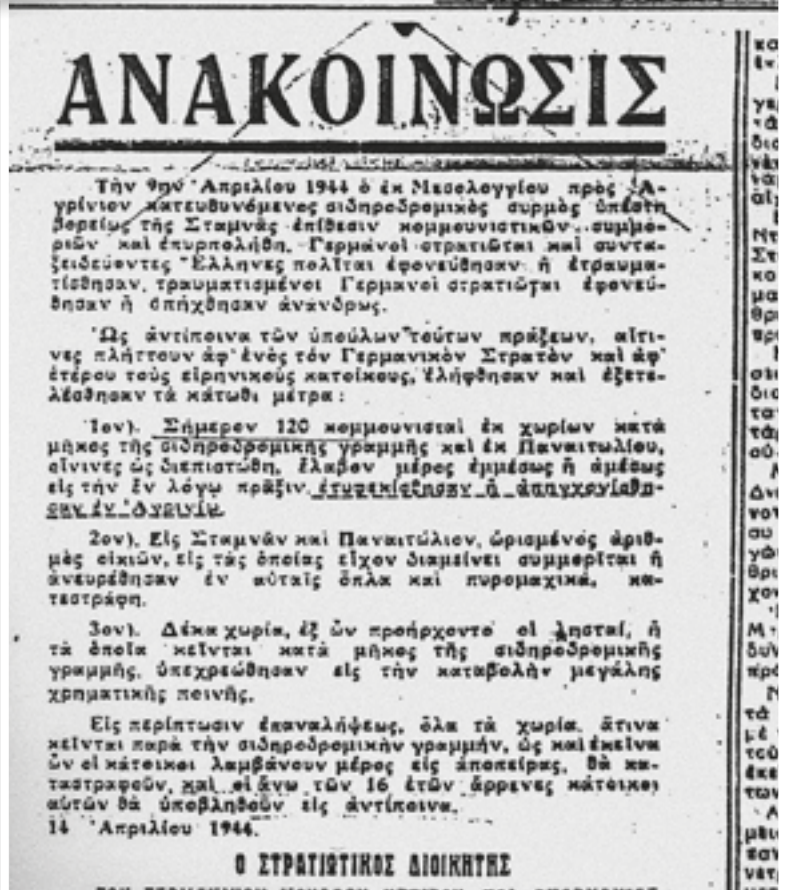 ΑΝΑΚΟΙΝΩΣΙΣ
Τὴν 9ην Ἀπριλίου 1944 ὁ ἐκ Μεσολογγίου πρὸς Ἀ-
γρίνιον κατευθυνόμενος σιδηροδρομικὸς συρμὸς ὑπέστη
βορείως τῆς Σταμνᾶς ἐπίθεσιν κομμουνιστικῶν συμμο-
ριῶν καὶ ἐπυρπολήθη. Γερμανοὶ στρατιῶται καὶ συντα-
ξειδεύοντες Ἕλληνες πολῖται ἐφονεύθησαν ἢ ἐτραυμα-
τίσθησαν, τραυματισμένοι Γερμανοὶ στρατιῶται ἐφονεύ-
θησαν ἢ ἀπήχθησαν ἀνάνδρως.
Ὡς ἀντίποινα τῶν ὑπούλων τούτων πράξεων, αἵτι-
νες πλήττουν ἀφ' ἑνὸς τὸν Γερμανικὸν Στρατὸν καὶ ἀφ'
ἑτέρου τοὺς εἰρηνικοὺς κατοίκους, ἐλήφθησαν καὶ ἐξετε-
λέσθησαν τὰ κάτωθι μέτρα:
1ον). Σήμερον 120 κομμουνισταὶ ἐκ χωρίων κατὰ
μῆκος τῆς σιδηροδρομικῆς γραμμῆς καὶ ἐκ Παναιτωλίου,
οἵνινες ὡς διεπιστώθη, ἔλαβον μέρος ἐμμέσως ἢ ἀμέσως
εἰς τὴν ἐν λόγῳ πρᾶξιν, ἐτυφεκίσθησαν ἢ ἀπηγχονίσθη-
σαν ἐν Ἀγρινίῳ.
2ον). Εἰς Σταμνᾶν καὶ Παναιτώλιον, ὡρισμένος ἀριθ-
μὸς οἰκιῶν, εἰς τὰς ὁποίας εἶχον διαμείνει συμμορῖται ἢ
ἀνευρέθησαν ἐν αὐταῖς ὅπλα καὶ πυρομαχικά, κα-
τεστράφη.
3ον). Δέκα χωρία, ἐξ ὧν προήρχοντο οἱ λῃσταί, ἢ
τὰ ὁποῖα κεῖνται κατὰ μῆκος τῆς σιδηροδρομικῆς
γραμμῆς, ὑπεχρεώθησαν εἰς τὴν καταβολὴν μεγάλης
χρηματικῆς ποινῆς.
Εἰς περίπτωσιν ἐπαναλήψεως, ὅλα τὰ χωρία, ἅτινα
κεῖνται παρὰ τὴν σιδηροδρομικὴν γραμμήν, ὡς καὶ ἐκεῖνα
ὧν οἱ κάτοικοι λαμβάνουν μέρος εἰς ἀποπείρας, θὰ κα-
ταστραφοῦν, καὶ οἱ ἄνω τῶν 16 ἐτῶν ἄρρενες κάτοικοι
αὐτῶν θὰ ὑποβληθοῦν εἰς ἀντίποινα.
14 Ἀπριλίου 1944.
Ο ΣΤΡΑΤΙΩΤΙΚΟΣ ΔΙΟΙΚΗΤΗΣ